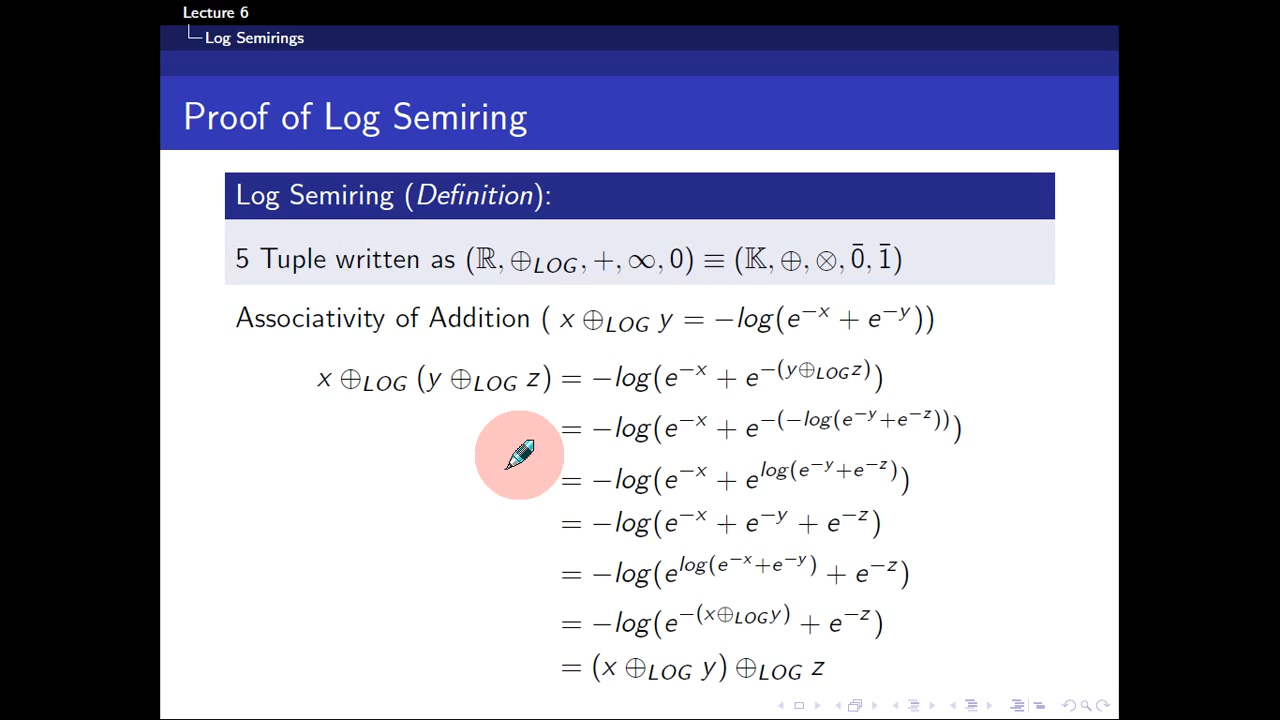 Lecture 6
Log Semirings
Proof of Log Semiring
Log Semiring (Definition):
5 Tuple written as (ℝ, ⊕_LOG, +, ∞, 0) ≡ (𝕂, ⊕, ⊗, 0̄, 1̄)
Associativity of Addition ( x ⊕_LOG y = −log(e^{−x} + e^{−y}))
x ⊕_LOG (y ⊕_LOG z) = −log(e^{−x} + e^{−(y⊕_LOG z)})
= −log(e^{−x} + e^{−(−log(e^{−y}+e^{−z}))})
= −log(e^{−x} + e^{log(e^{−y}+e^{−z})})
= −log(e^{−x} + e^{−y} + e^{−z})
= −log(e^{log(e^{−x}+e^{−y})} + e^{−z})
= −log(e^{−(x⊕_LOG y)} + e^{−z})
= (x ⊕_LOG y) ⊕_LOG z